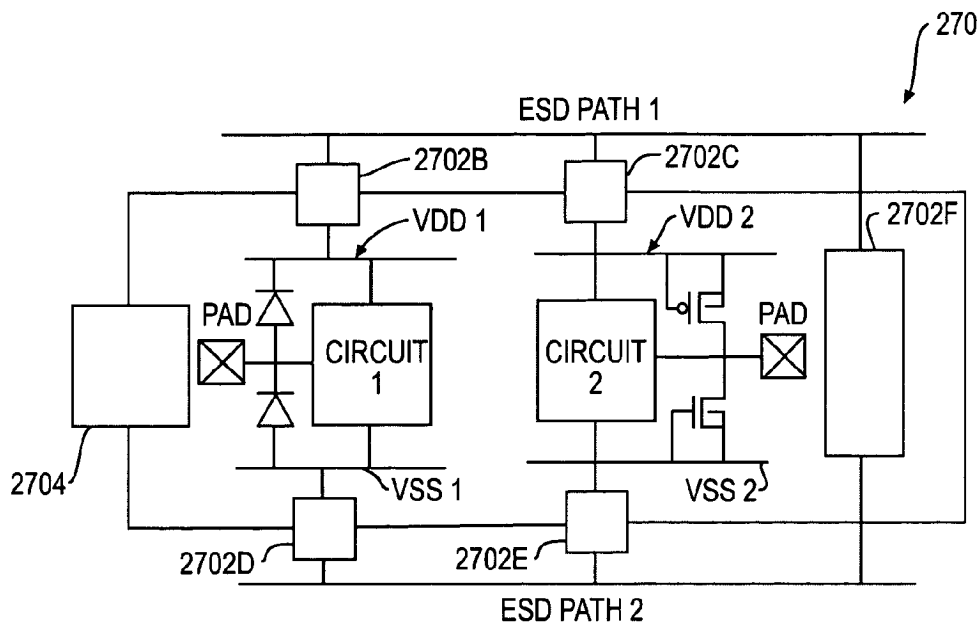 270
ESD PATH 1
2702B
2702C
VDD 1
VDD 2
2702F
PAD
CIRCUIT
1
CIRCUIT
2
PAD
2704
VSS 1
VSS 2
2702D
2702E
ESD PATH 2